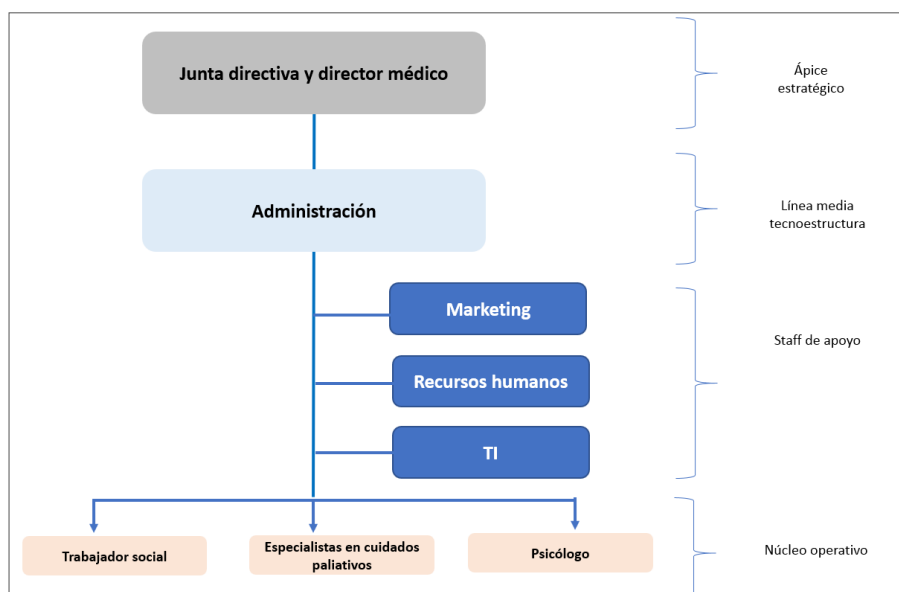 Junta directiva y director médico
Ápice
estratégico
Administración
Línea media
tecnoestructura
Marketing
Recursos humanos
TI
Staff de apoyo
Trabajador social
Especialistas en cuidados
paliativos
Psicólogo
Núcleo operativo